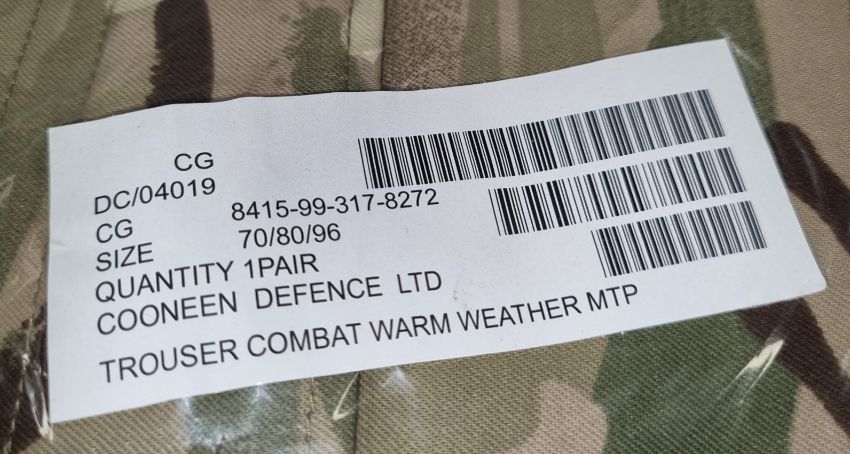 CG
DC/04019
CG 8415-99-317-8272
SIZE 70/80/96
QUANTITY 1PAIR
COONEEN DEFENCE LTD
TROUSER COMBAT WARM WEATHER MTP